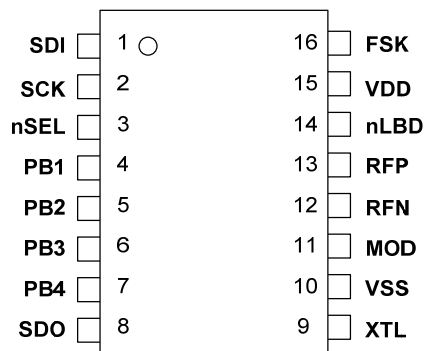 SDI 1 16 FSK
SCK 2 15 VDD
nSEL 3 14 nLBD
PB1 4 13 RFP
PB2 5 12 RFN
PB3 6 11 MOD
PB4 7 10 VSS
SDO 8 9 XTL